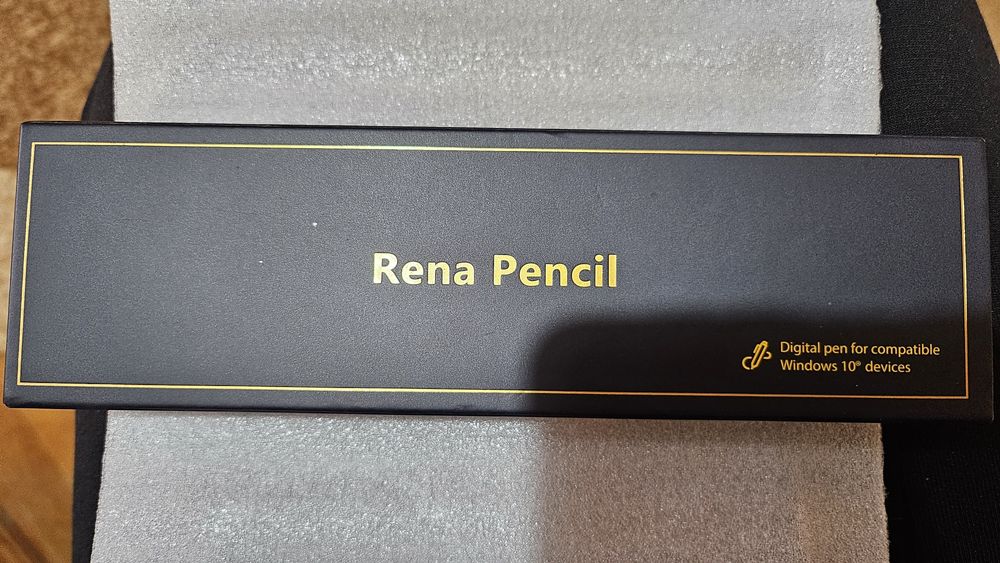 Rena Pencil
Digital pen for compatible
Windows 10® devices